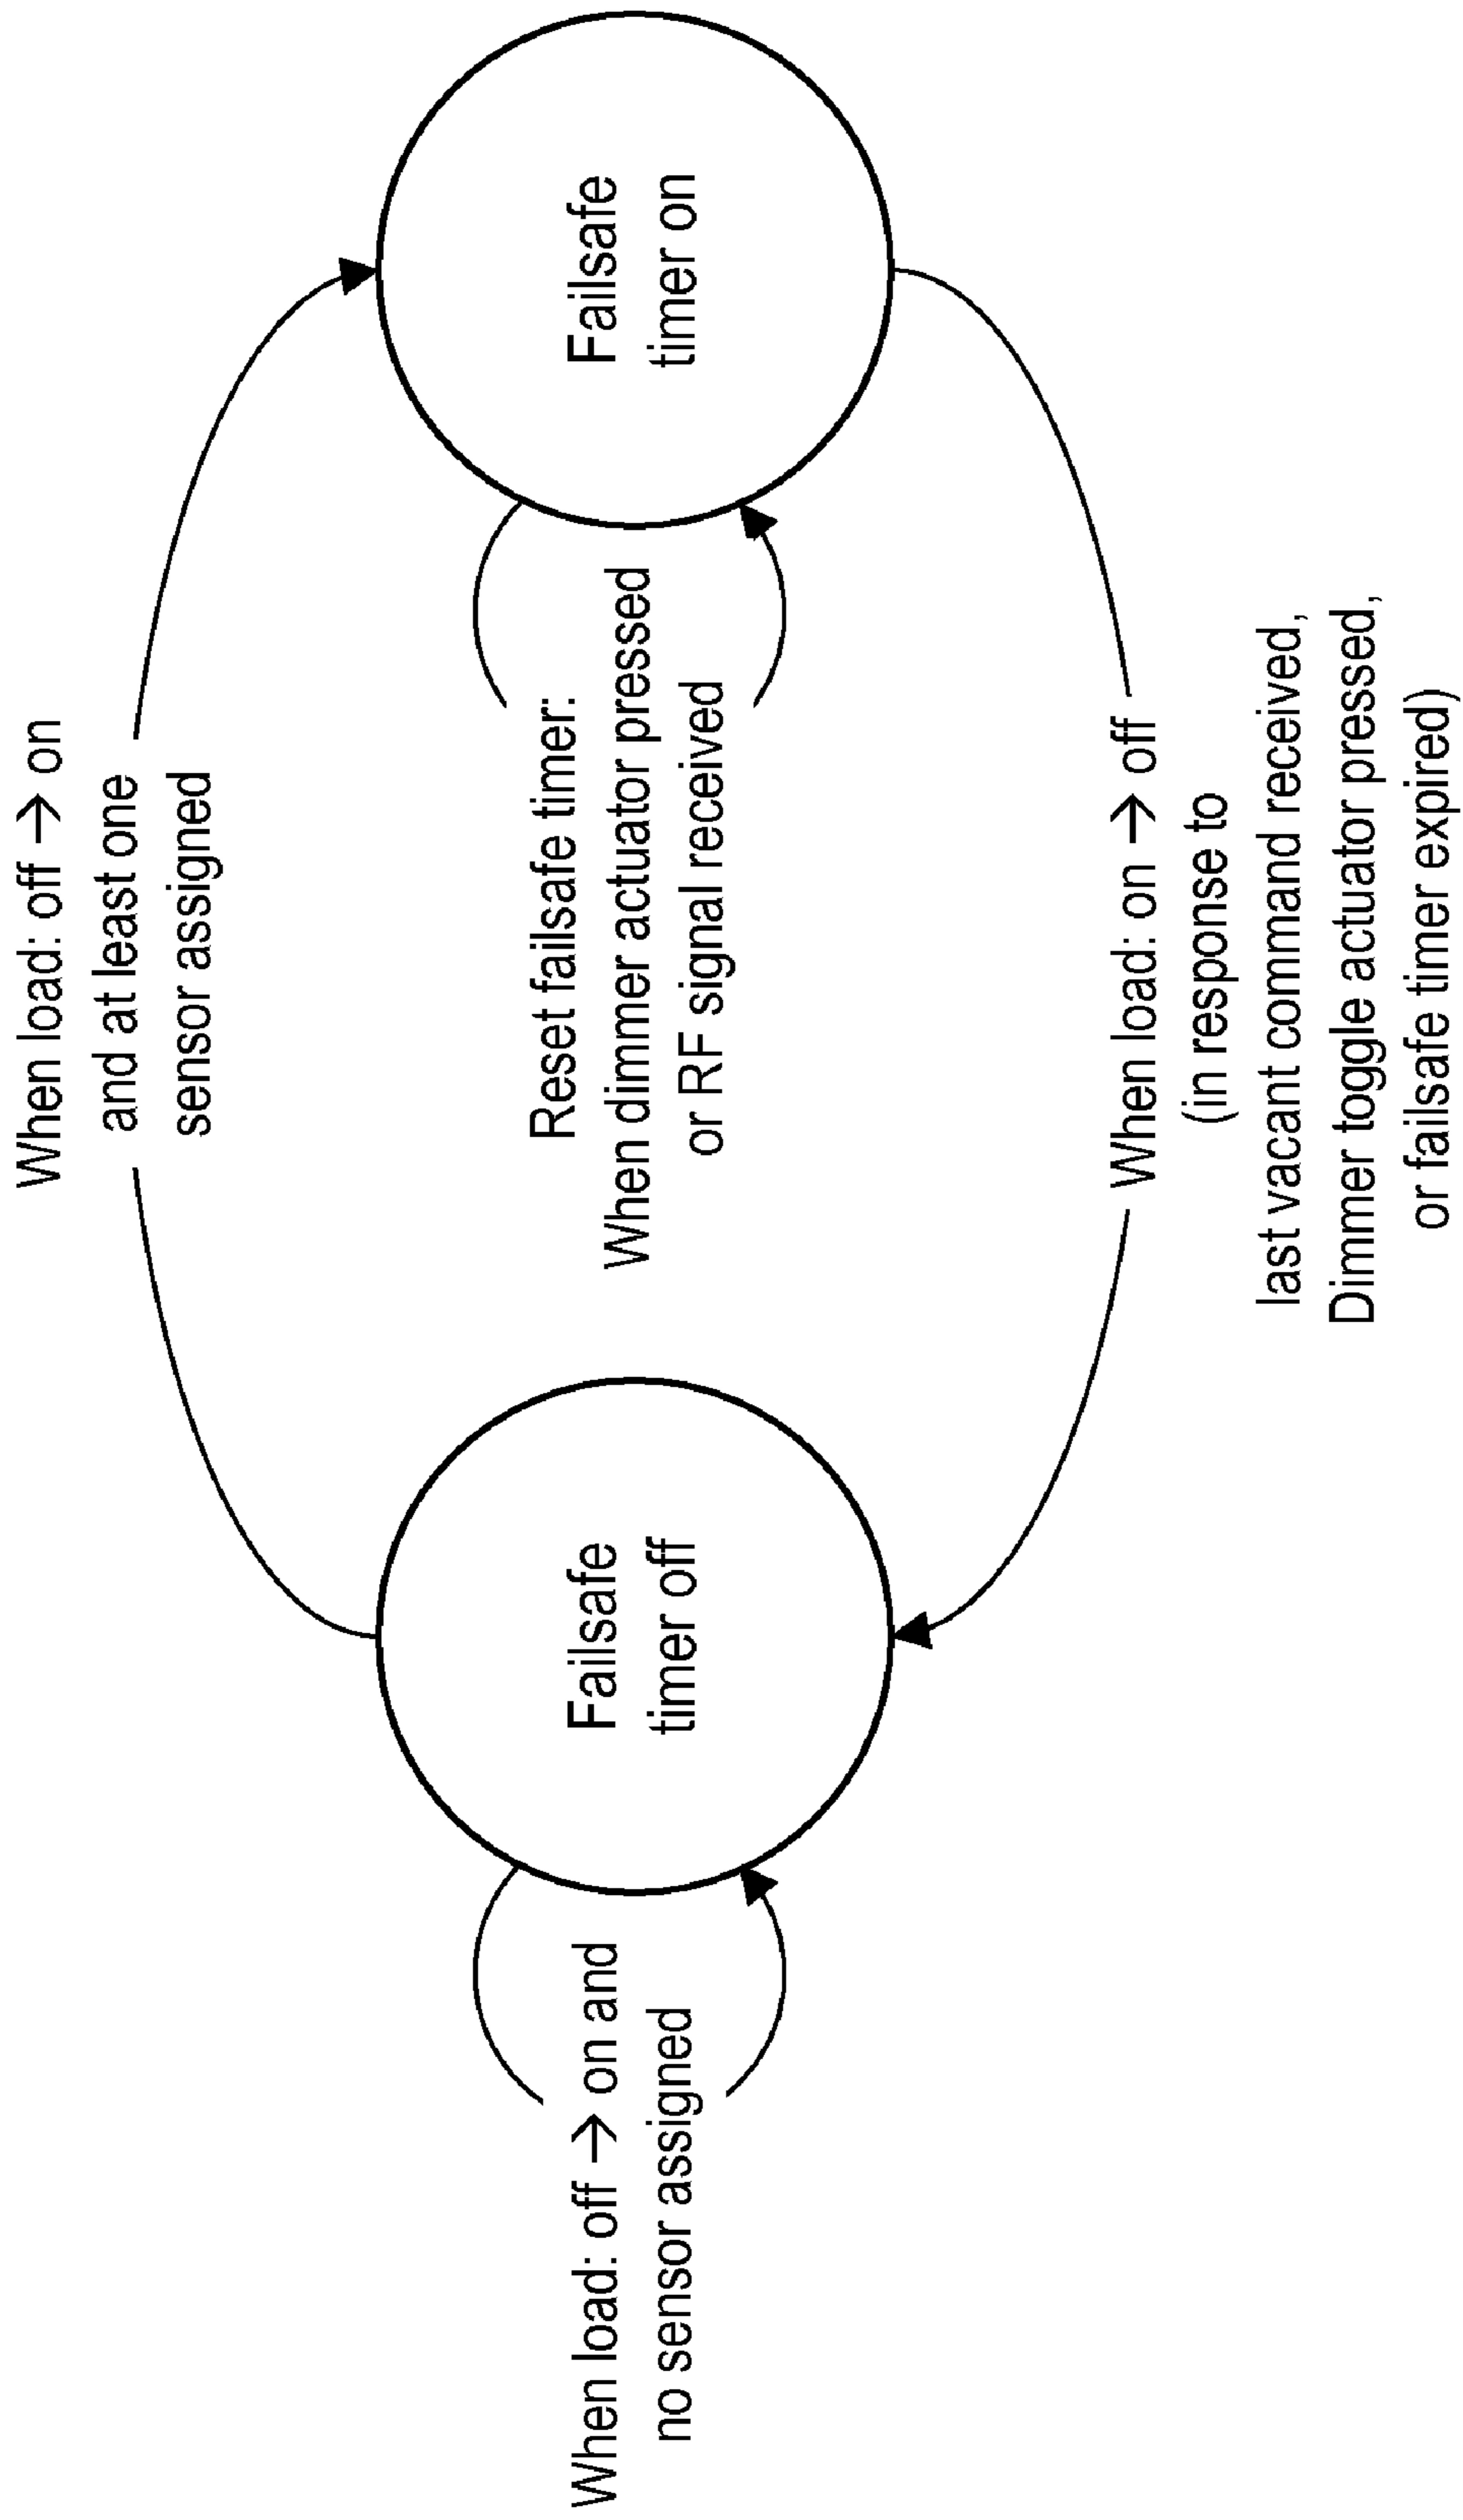 When load: off → on
and at least one
sensor assigned
When load: off → on and
no sensor assigned
Failsafe
timer off
Reset failsafe timer:
When dimmer actuator pressed
or RF signal received
Failsafe
timer on
When load: on → off
(in response to
last vacant command received,
Dimmer toggle actuator pressed,
or failsafe timer expired)